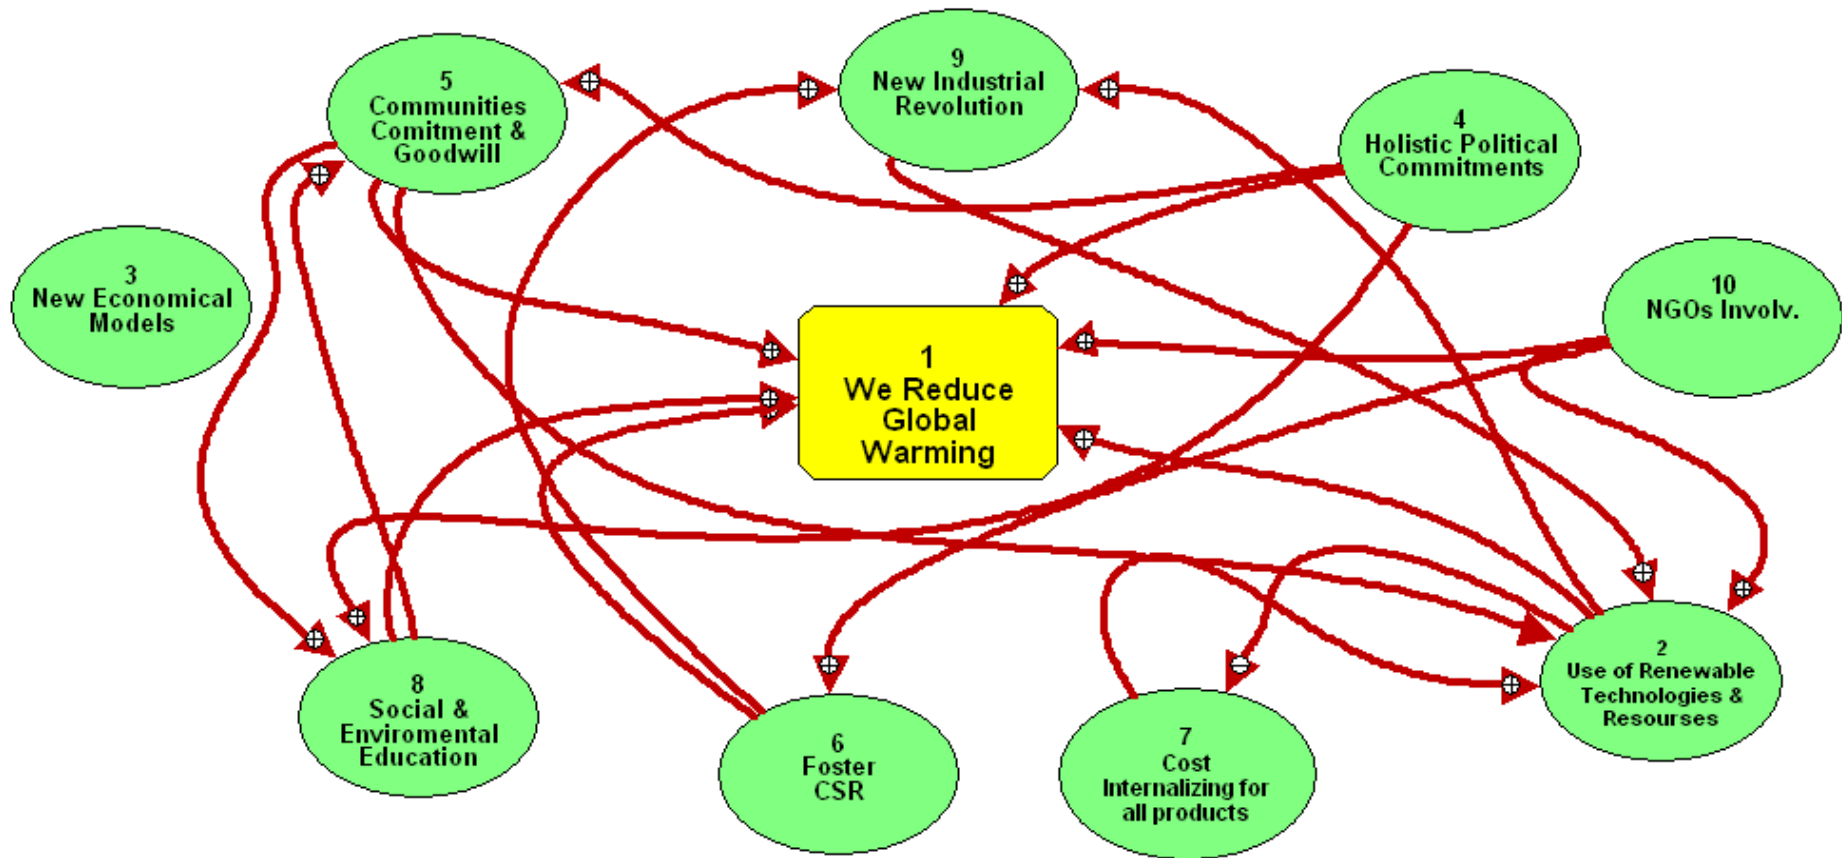 5
Communities
Comitment &
Goodwill
9
New Industrial
Revolution
4
Holistic Political
Commitments
3
New Economical
Models
10
NGOs Involv.
1
We Reduce
Global
Warming
8
Social &
Enviromental
Education
6
Foster
CSR
7
Cost
Internalizing for
all products
2
Use of Renewable
Technologies &
Resourses